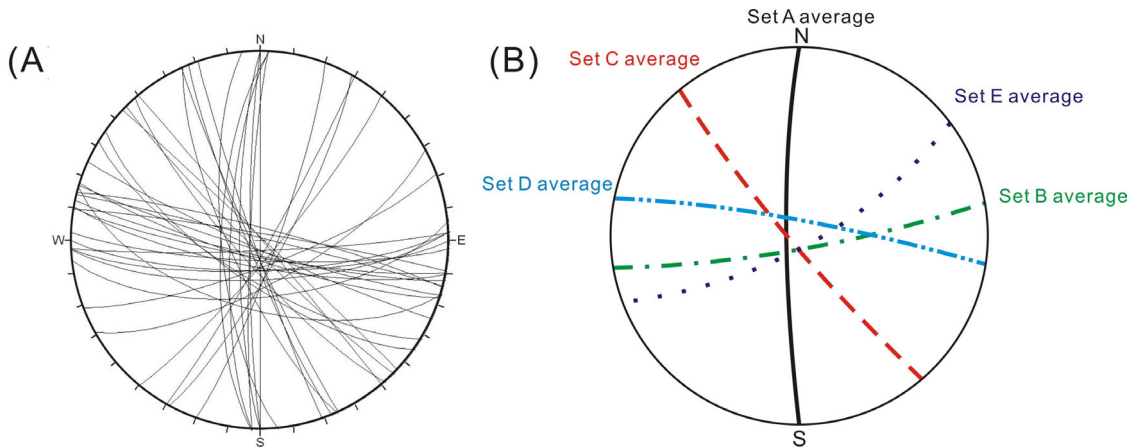 (A)
N
W
E
S
(B)
Set A average
N
Set C average
Set E average
Set D average
Set B average
S